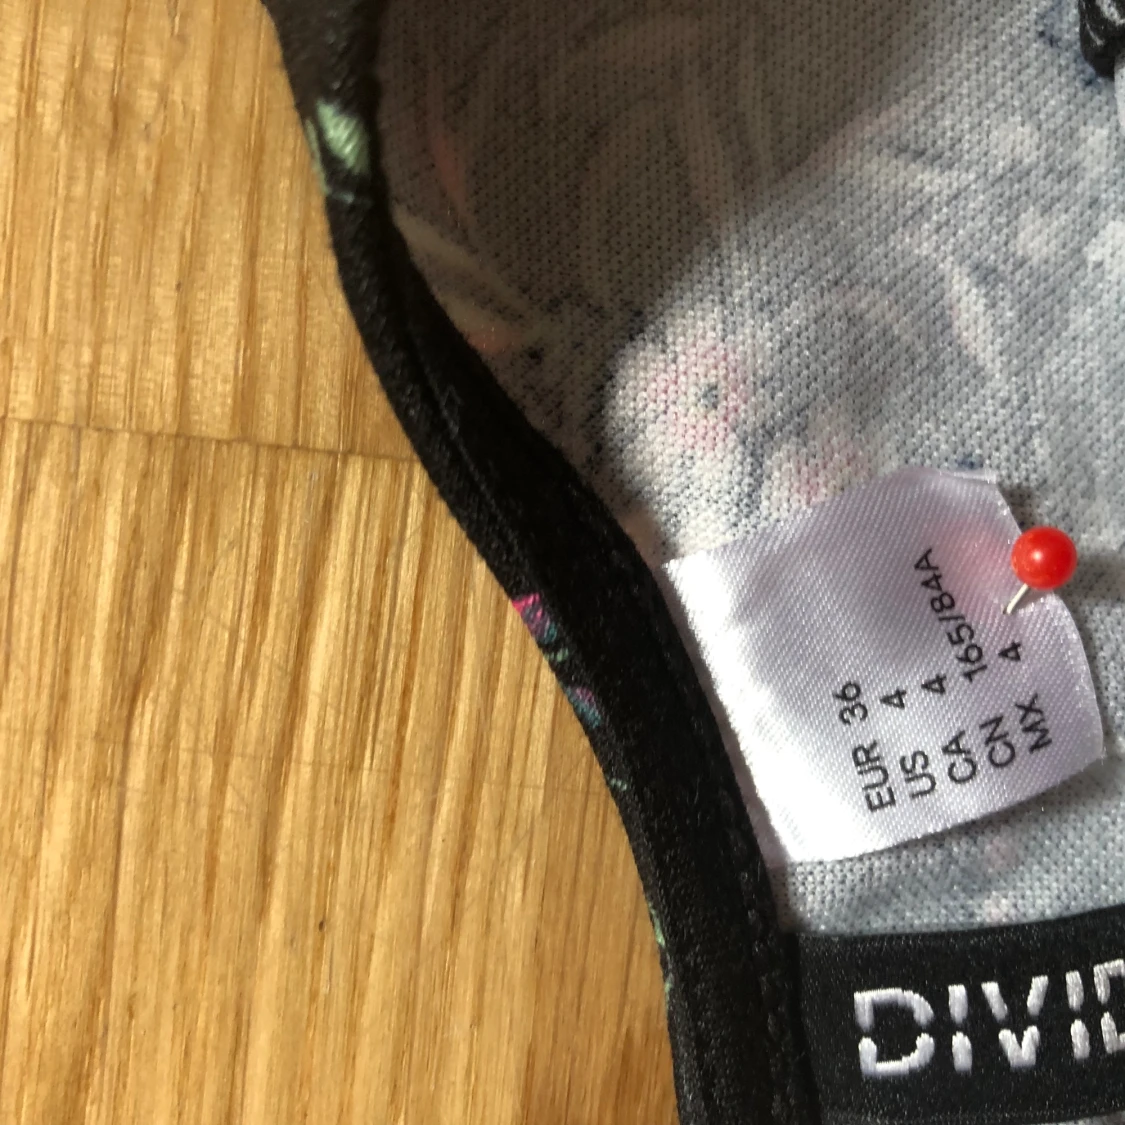 EUR 36
US 4
CA 4
CN 165/84A
MX 4
DIVID